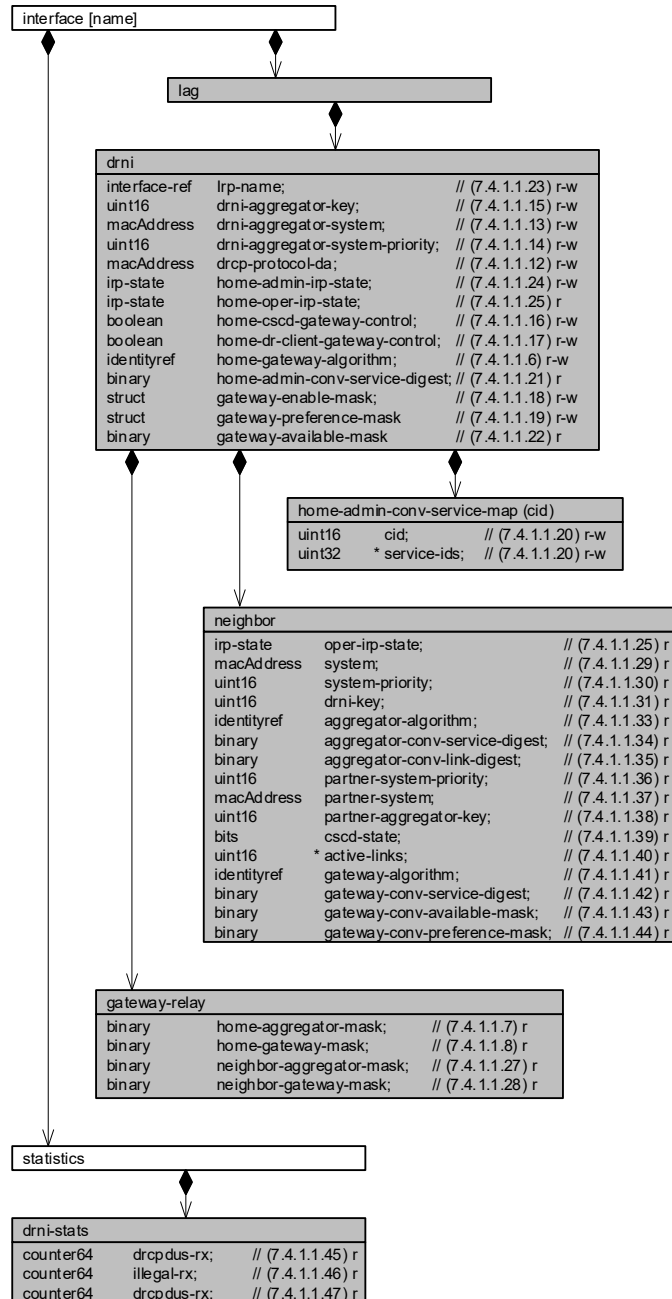 interface [name]
lag
drni
interface-ref Irp-name; // (7.4.1.1.23) r-w
uint16 drni-aggregator-key; // (7.4.1.1.15) r-w
macAddress drni-aggregator-system; // (7.4.1.1.13) r-w
uint16 drni-aggregator-system-priority; // (7.4.1.1.14) r-w
macAddress drcp-protocol-da; // (7.4.1.1.12) r-w
irp-state home-admin-irp-state; // (7.4.1.1.24) r-w
irp-state home-oper-irp-state; // (7.4.1.1.25) r
boolean home-cscd-gateway-control; // (7.4.1.1.16) r-w
boolean home-dr-client-gateway-control; // (7.4.1.1.17) r-w
identityref home-gateway-algorithm; // (7.4.1.1.6) r-w
binary home-admin-conv-service-digest; // (7.4.1.1.21) r
struct gateway-enable-mask; // (7.4.1.1.18) r-w
struct gateway-preference-mask // (7.4.1.1.19) r-w
binary gateway-available-mask // (7.4.1.1.22) r
home-admin-conv-service-map (cid)
uint16 cid; // (7.4.1.1.20) r-w
uint32 * service-ids; // (7.4.1.1.20) r-w
neighbor
irp-state oper-irp-state; // (7.4.1.1.25) r
macAddress system; // (7.4.1.1.29) r
uint16 system-priority; // (7.4.1.1.30) r
uint16 drni-key; // (7.4.1.1.31) r
identityref aggregator-algorithm; // (7.4.1.1.33) r
binary aggregator-conv-service-digest; // (7.4.1.1.34) r
binary aggregator-conv-link-digest; // (7.4.1.1.35) r
uint16 partner-system-priority; // (7.4.1.1.36) r
macAddress partner-system; // (7.4.1.1.37) r
uint16 partner-aggregator-key; // (7.4.1.1.38) r
bits cscd-state; // (7.4.1.1.39) r
uint16 * active-links; // (7.4.1.1.40) r
identityref gateway-algorithm; // (7.4.1.1.41) r
binary gateway-conv-service-digest; // (7.4.1.1.42) r
binary gateway-conv-available-mask; // (7.4.1.1.43) r
binary gateway-conv-preference-mask; // (7.4.1.1.44) r
gateway-relay
binary home-aggregator-mask; // (7.4.1.1.7) r
binary home-gateway-mask; // (7.4.1.1.8) r
binary neighbor-aggregator-mask; // (7.4.1.1.27) r
binary neighbor-gateway-mask; // (7.4.1.1.28) r
statistics
drni-stats
counter64 drcpdus-rx; // (7.4.1.1.45) r
counter64 illegal-rx; // (7.4.1.1.46) r
counter64 drcpdus-rx; // (7.4.1.1.47) r